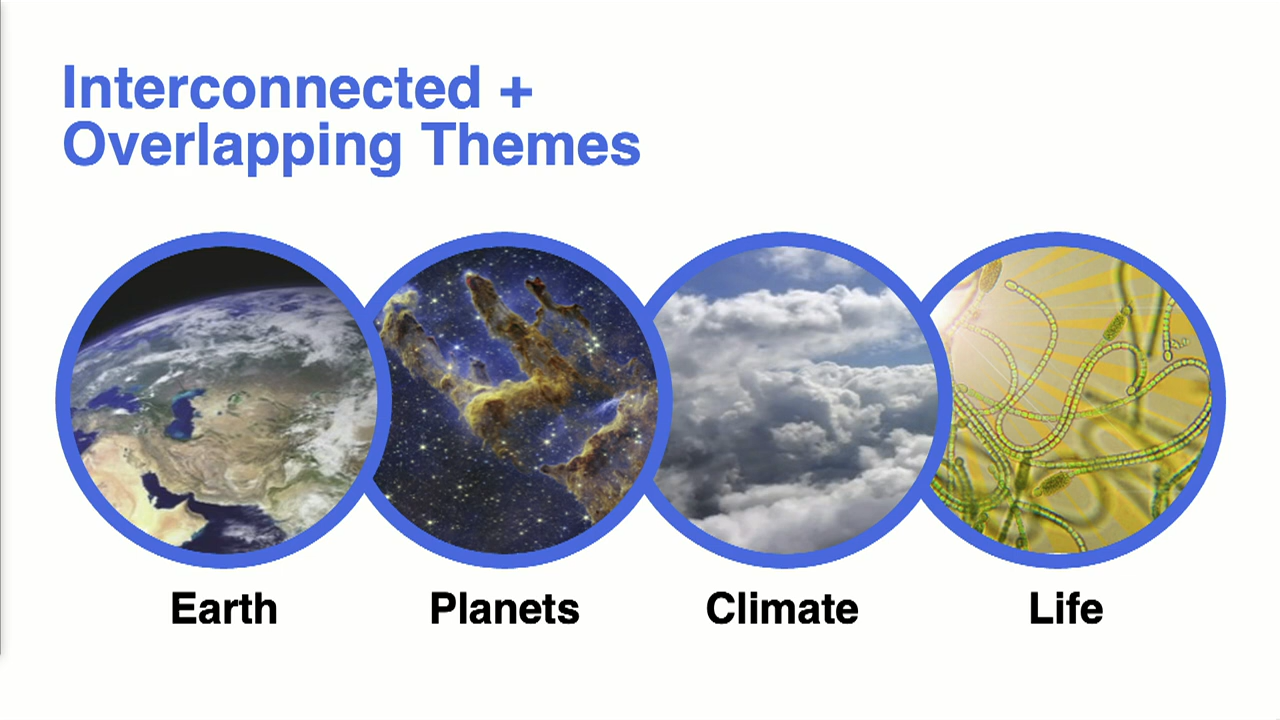 Interconnected +
Overlapping Themes
Earth
Planets
Climate
Life